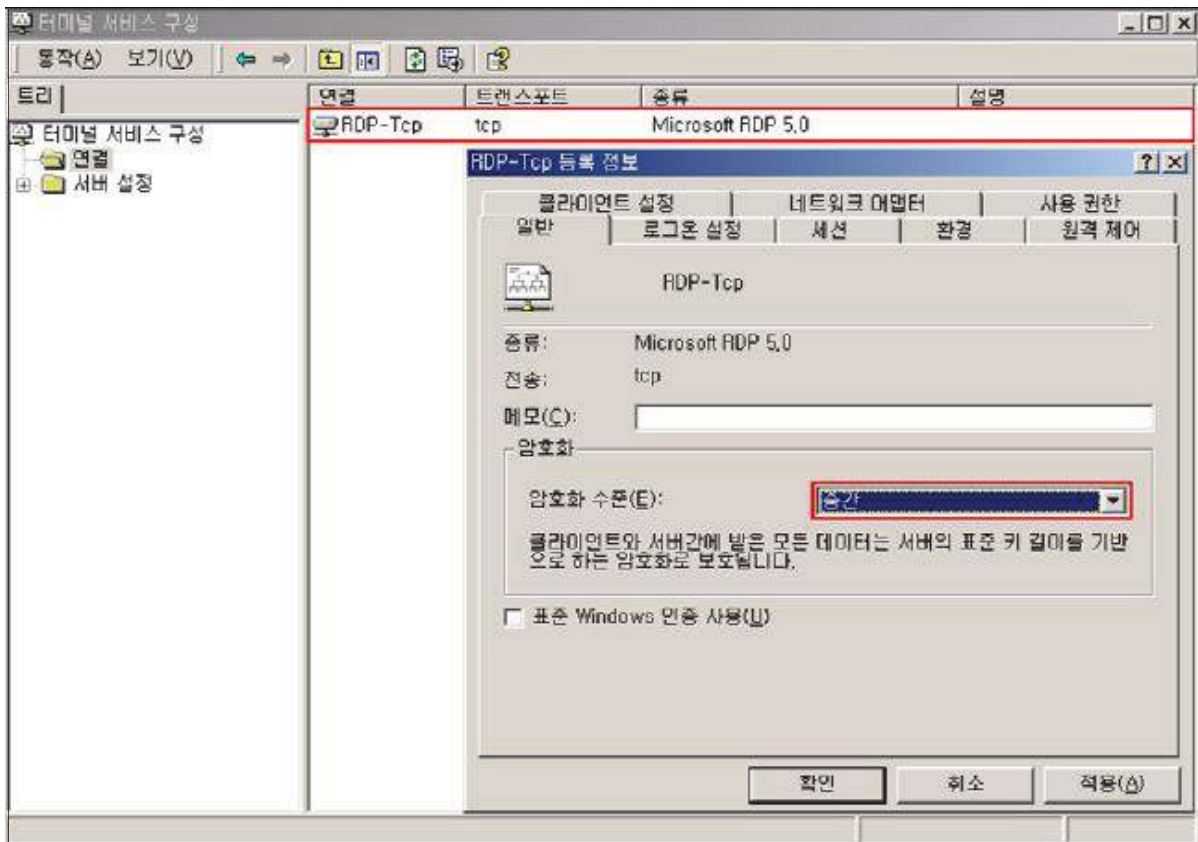 터미널 서비스 구성
동작(A) 보기(V)
트리
연결 트랜스포트 종류 설명
터미널 서비스 구성
연결
서버 설정
RDP-Tcp tcp Microsoft RDP 5.0
RDP-Tcp 등록 정보
클라이언트 설정 네트워크 어댑터 사용 권한
일반 로그온 설정 세션 환경 원격 제어
RDP-Tcp
종류: Microsoft RDP 5.0
전송: tcp
메모(C):
암호화
암호화 수준(E): 중간
클라이언트와 서버간에 받은 모든 데이터는 서버의 표준 키 길이를 기반
으로 하는 암호화로 보호됩니다.
표준 Windows 인증 사용(U)
확인 취소 적용(A)